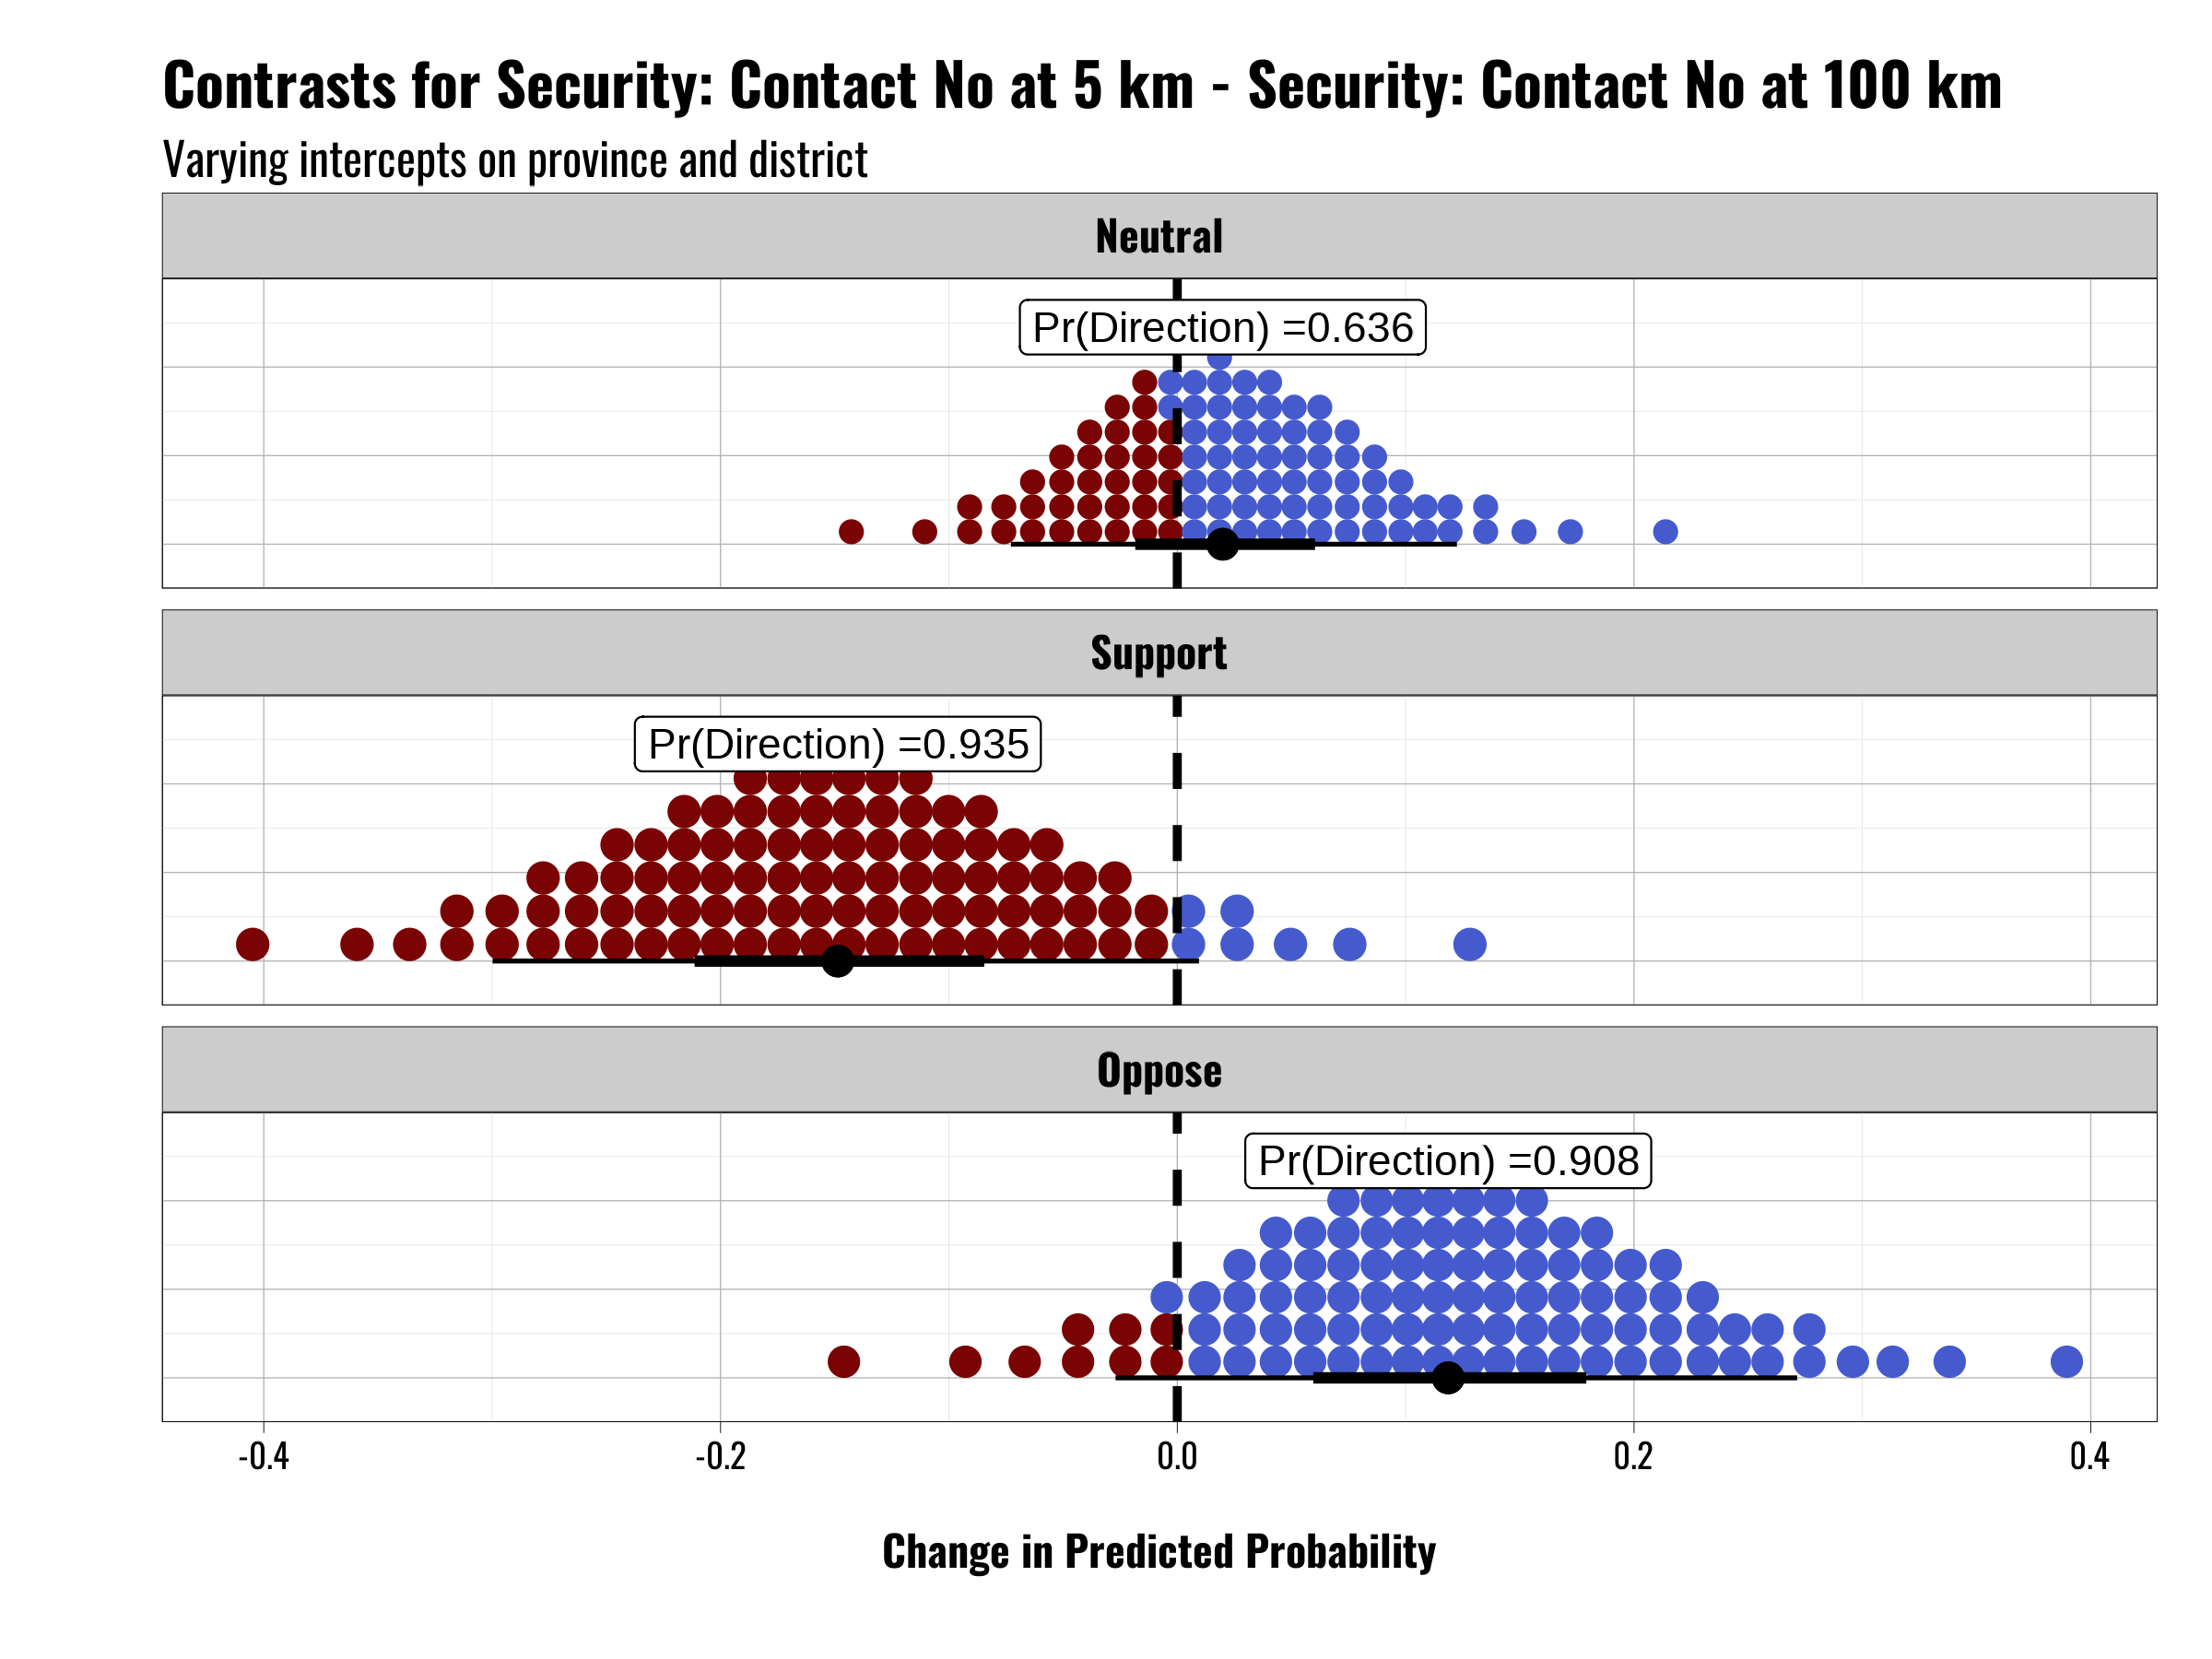 Contrasts for Security: Contact No at 5 km - Security: Contact No at 100 km
Varying intercepts on province and district
Neutral
Pr(Direction) =0.636
Support
Pr(Direction) =0.935
Oppose
Pr(Direction) =0.908
-0.4 -0.2 0.0 0.2 0.4
Change in Predicted Probability